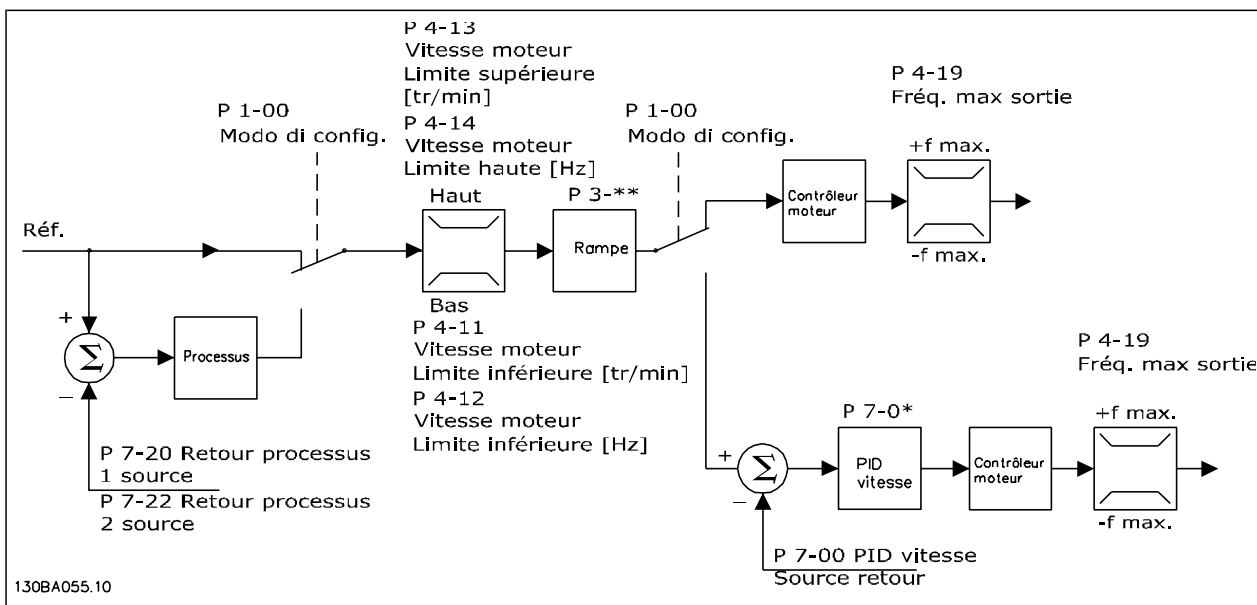 P 4-13
Vitesse moteur
Limite supérieure
[tr/min]
P 4-14
Vitesse moteur
Limite haute [Hz]
P 1-00
Modo di config.
P 1-00
Modo di config.
P 4-19
Fréq. max sortie
Réf.
Haut
Bas
P 3-**
Rampe
Contrôleur
moteur
+f max.
-f max.
+
Σ
–
Processus
P 7-20 Retour processus
1 source
P 7-22 Retour processus
2 source
P 4-11
Vitesse moteur
Limite inférieure [tr/min]
P 4-12
Vitesse moteur
Limite inférieure [Hz]
P 4-19
Fréq. max sortie
+
Σ
–
P 7-0*
PID
vitesse
Contrôleur
moteur
+f max.
-f max.
P 7-00 PID vitesse
Source retour
130BA055.10